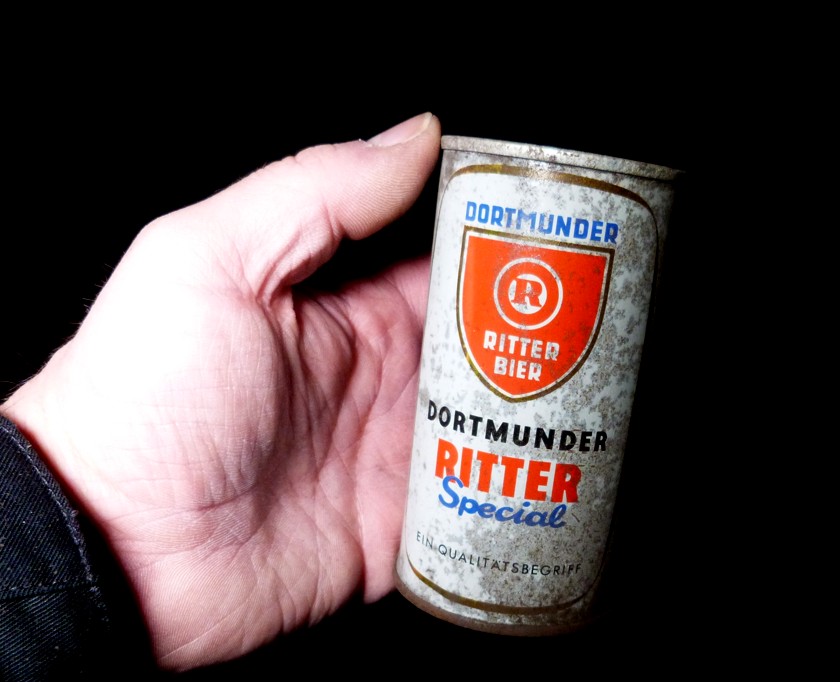 DORTMUNDER
R
RITTER
BIER
DORTMUNDER
RITTER
Special
EIN QUALITÄTSBEGRIFF